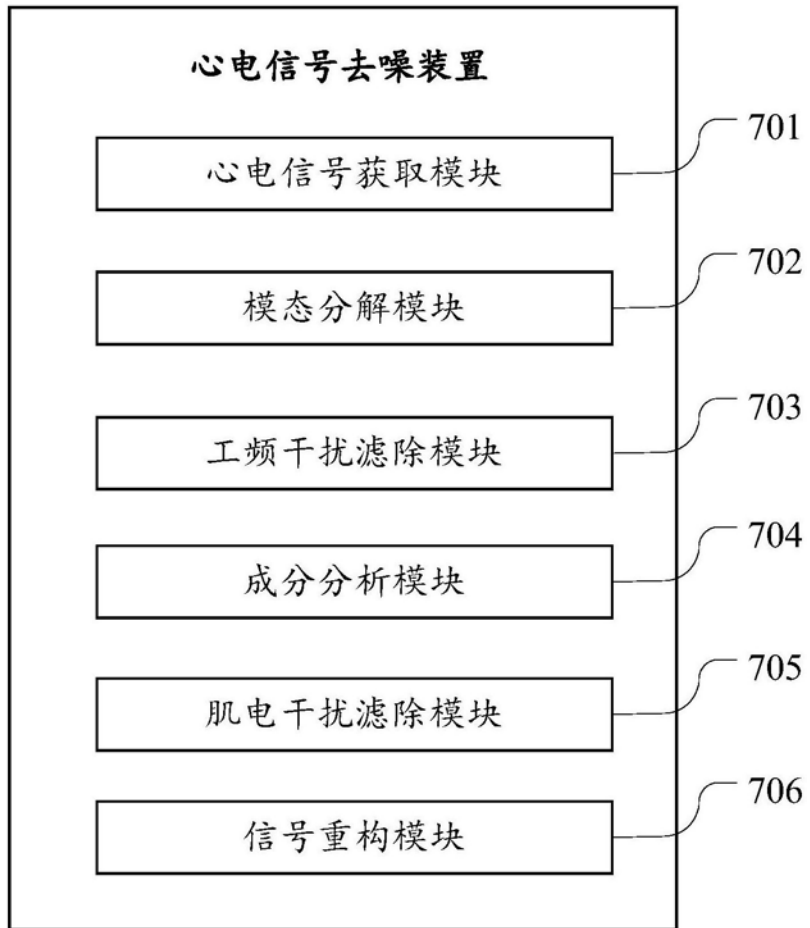 心电信号去噪装置
701
心电信号获取模块
702
模态分解模块
703
工频干扰滤除模块
704
成分分析模块
705
肌电干扰滤除模块
706
信号重构模块